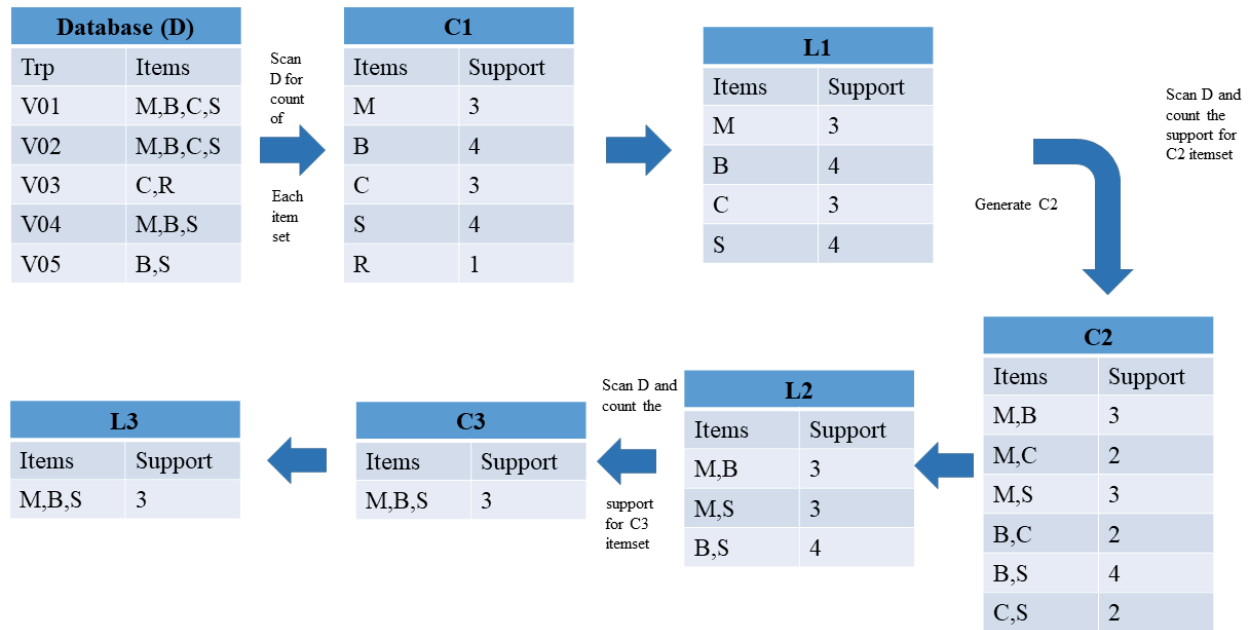 Database (D)
Trp Items
V01 M,B,C,S
V02 M,B,C,S
V03 C,R
V04 M,B,S
V05 B,S
Scan
D for
count
of
Each
item
set
C1
Items Support
M 3
B 4
C 3
S 4
R 1
L1
Items Support
M 3
B 4
C 3
S 4
Generate C2
Scan D and
count the
support for
C2 itemset
C2
Items Support
M,B 3
M,C 2
M,S 3
B,C 2
B,S 4
C,S 2
L2
Items Support
M,B 3
M,S 3
B,S 4
Scan D and
count the
support
for C3
itemset
C3
Items Support
M,B,S 3
L3
Items Support
M,B,S 3